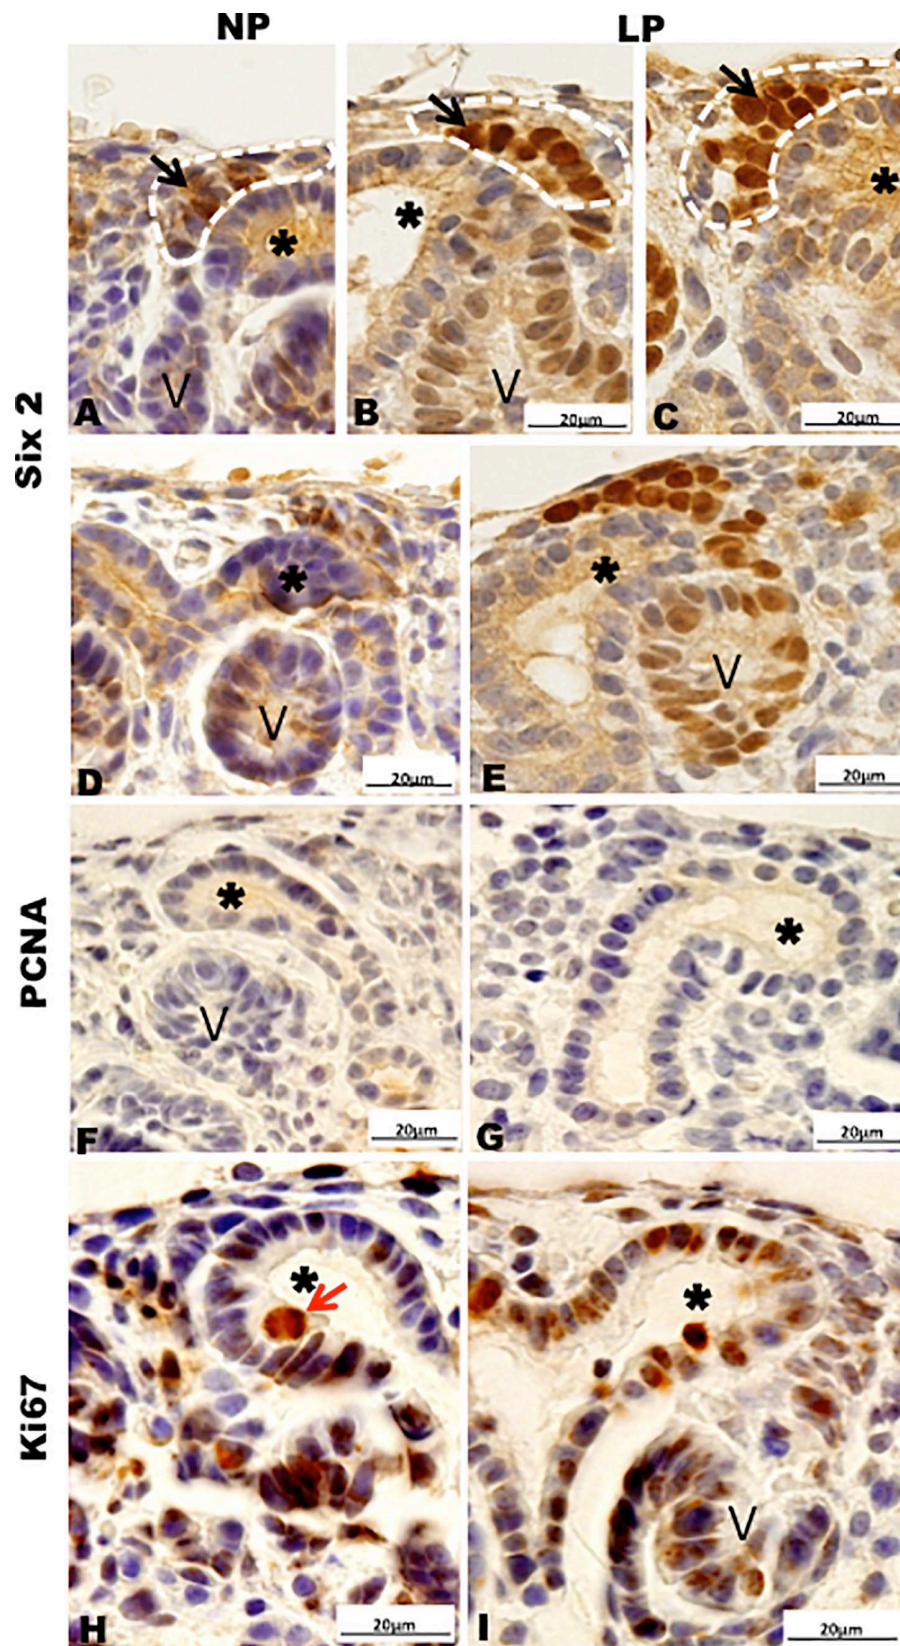 NP LP
Six 2
* * *
V V
A B 20µm C 20µm
* *
V V
D 20µm E 20µm
PCNA
* *
V
F 20µm G 20µm
Ki67
* *
V
H 20µm I 20µm